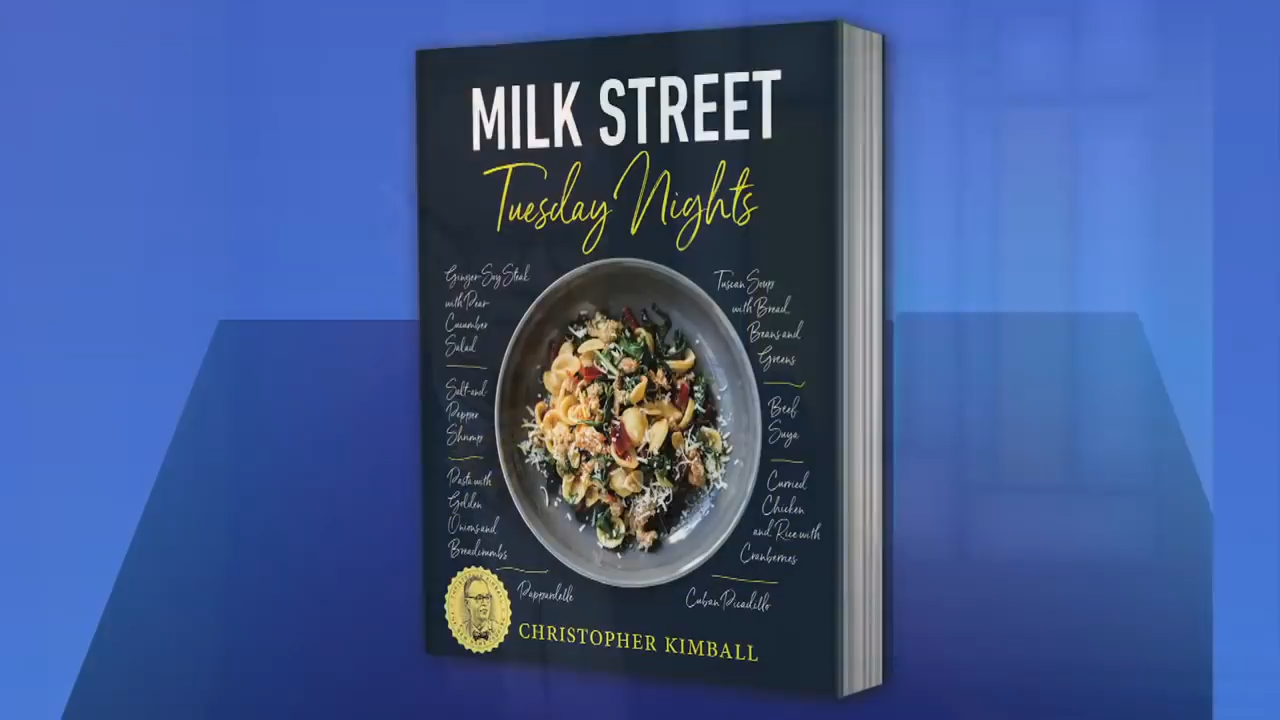 MILK STREET
Tuesday Nights
Ginger-Soy Steak
with Pear-
Cucumber
Salad
Salt-and-
Pepper
Shrimp
Pasta with
Golden
Onions and
Breadcrumbs
Pappardelle
Tuscan Soup
with Bread,
Beans and
Greens
Beef
Suya
Curried
Chicken
and Rice with
Cranberries
Cuban Picadillo
CHRISTOPHER KIMBALL